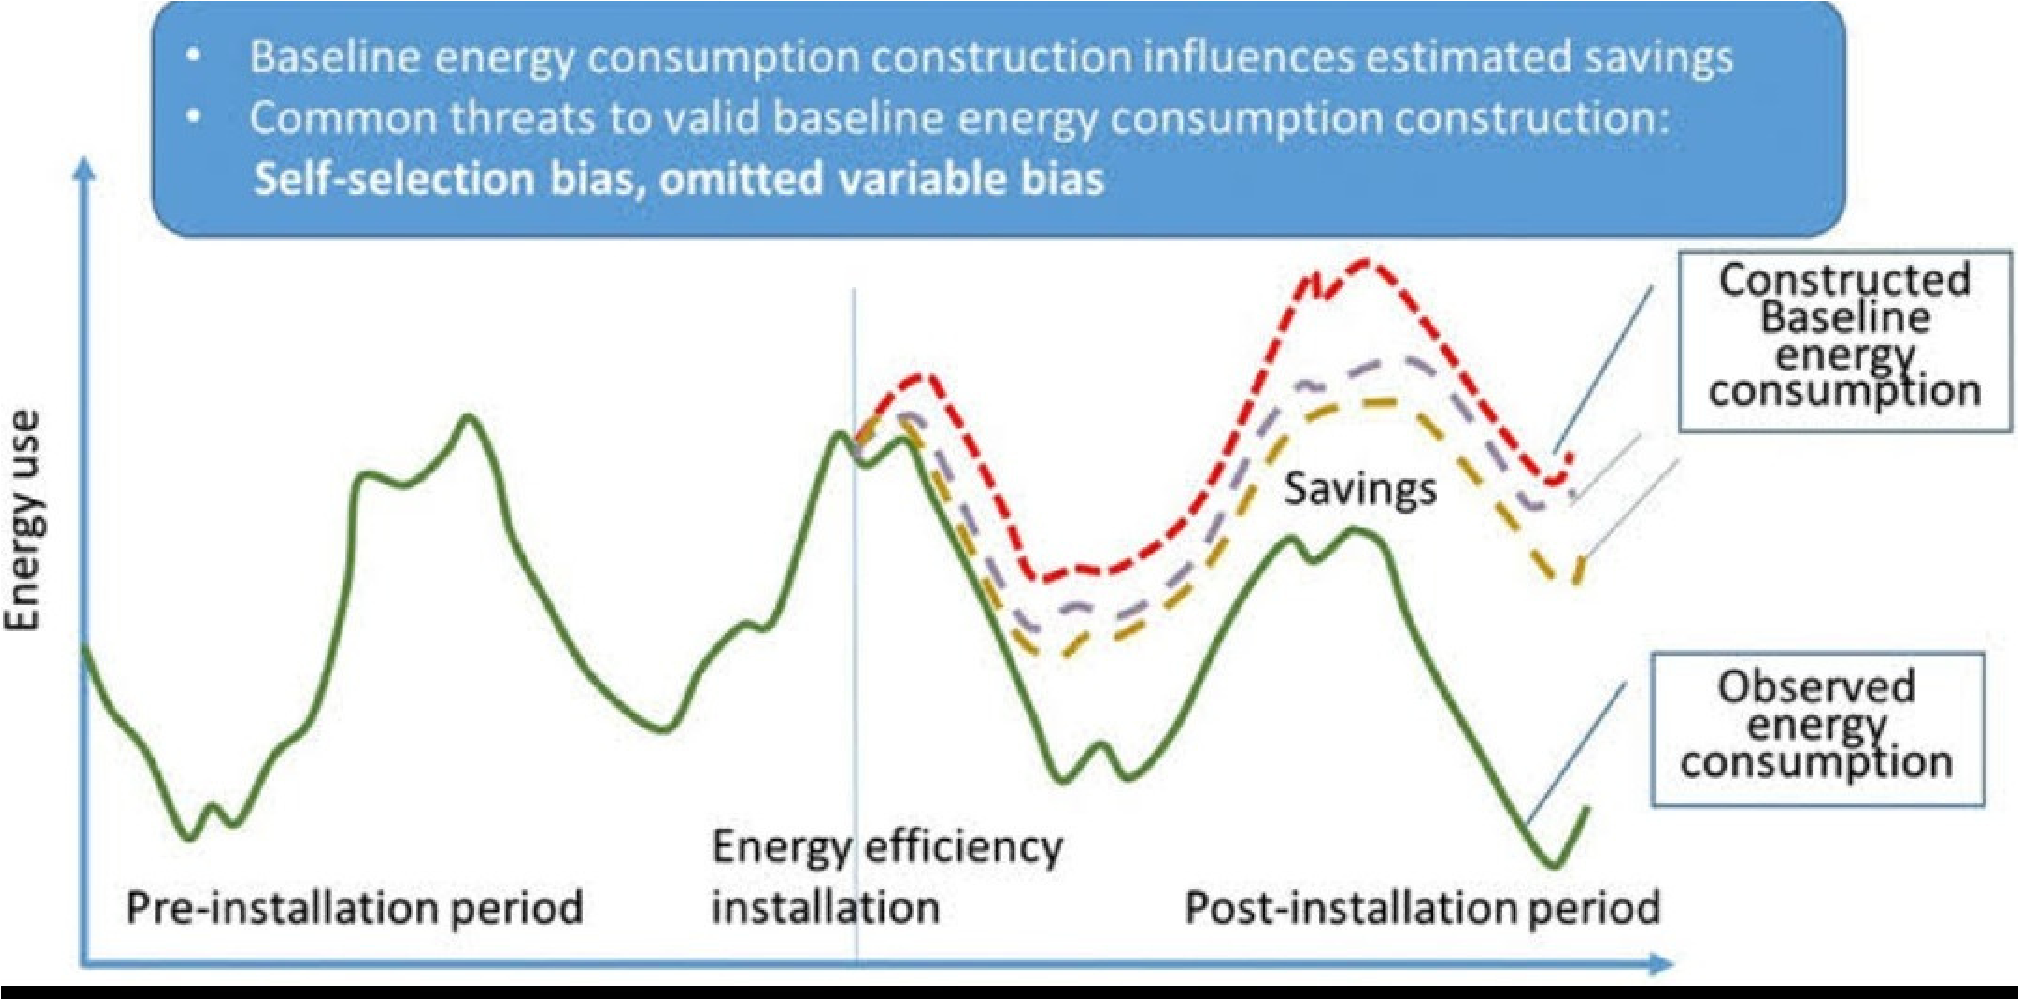 • Baseline energy consumption construction influences estimated savings
• Common threats to valid baseline energy consumption construction:
Self-selection bias, omitted variable bias
Constructed
Baseline
energy
consumption
Energy use
Savings
Observed
energy
consumption
Energy efficiency
installation
Pre-installation period
Post-installation period